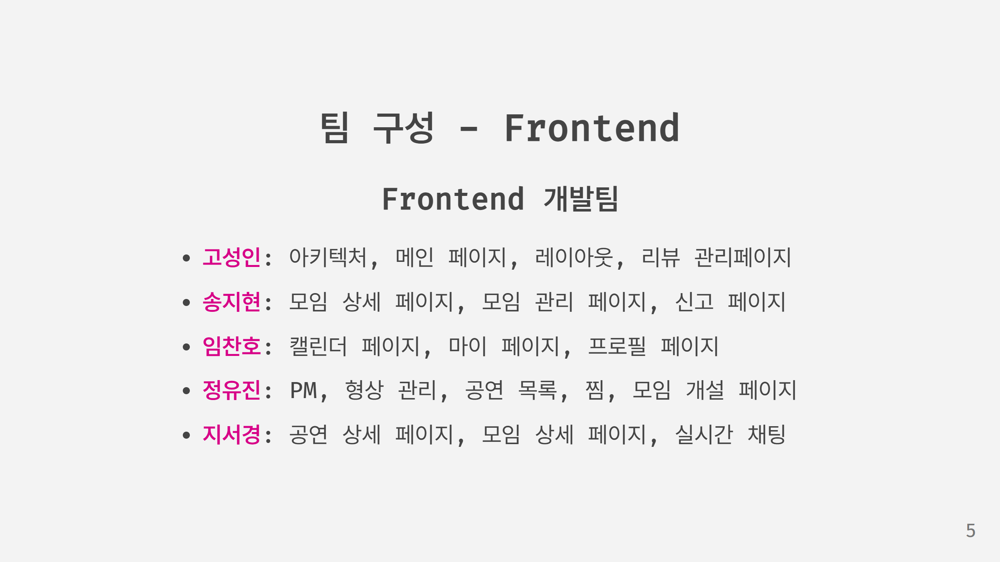 팀 구성 - Frontend
Frontend 개발팀
• 고성인: 아키텍처, 메인 페이지, 레이아웃, 리뷰 관리페이지
• 송지현: 모임 상세 페이지, 모임 관리 페이지, 신고 페이지
• 임찬호: 캘린더 페이지, 마이 페이지, 프로필 페이지
• 정유진: PM, 형상 관리, 공연 목록, 찜, 모임 개설 페이지
• 지서경: 공연 상세 페이지, 모임 상세 페이지, 실시간 채팅
5